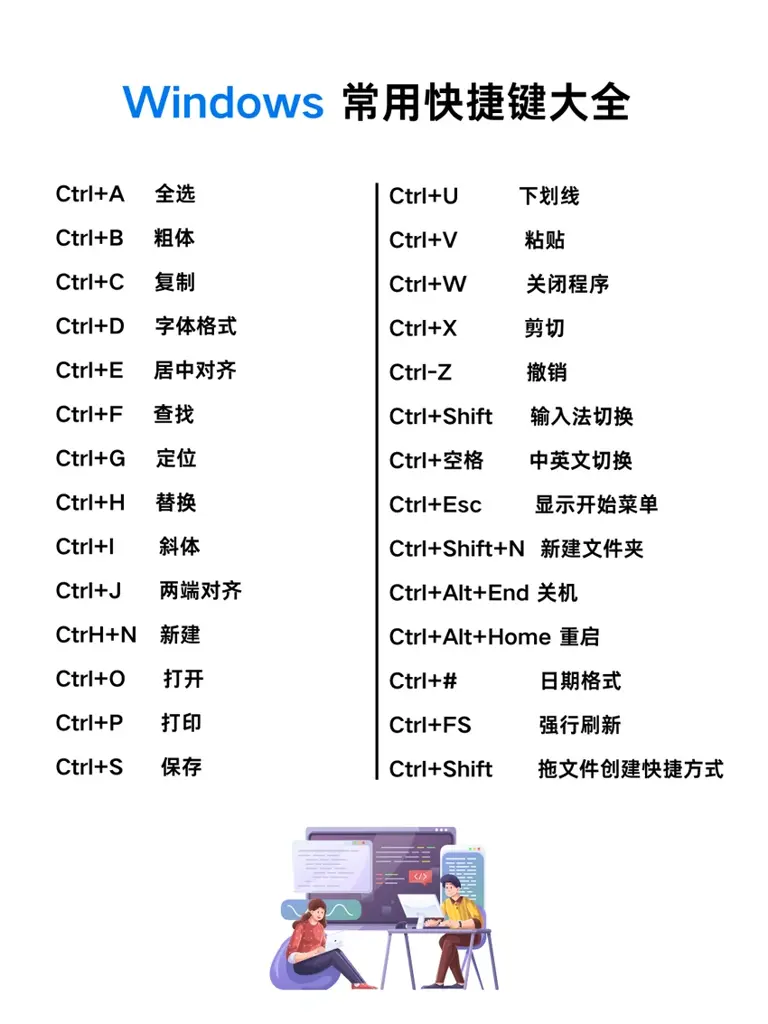 Windows 常用快捷键大全
Ctrl+A 全选
Ctrl+B 粗体
Ctrl+C 复制
Ctrl+D 字体格式
Ctrl+E 居中对齐
Ctrl+F 查找
Ctrl+G 定位
Ctrl+H 替换
Ctrl+I 斜体
Ctrl+J 两端对齐
CtrH+N 新建
Ctrl+O 打开
Ctrl+P 打印
Ctrl+S 保存
Ctrl+U 下划线
Ctrl+V 粘贴
Ctrl+W 关闭程序
Ctrl+X 剪切
Ctrl-Z 撤销
Ctrl+Shift 输入法切换
Ctrl+空格 中英文切换
Ctrl+Esc 显示开始菜单
Ctrl+Shift+N 新建文件夹
Ctrl+Alt+End 关机
Ctrl+Alt+Home 重启
Ctrl+# 日期格式
Ctrl+FS 强行刷新
Ctrl+Shift 拖文件创建快捷方式